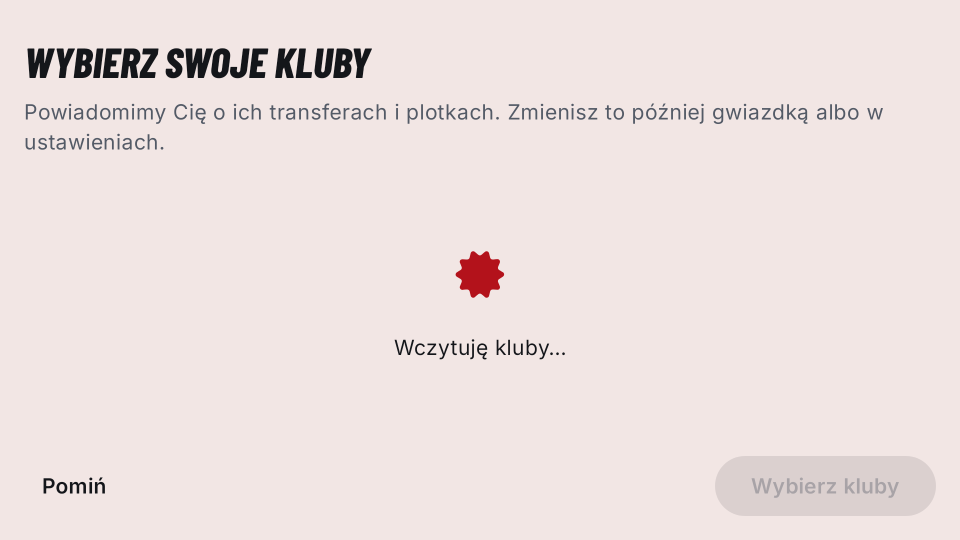 WYBIERZ SWOJE KLUBY
Powiadomimy Cię o ich transferach i plotkach. Zmienisz to później gwiazdką albo w
ustawieniach.
Wczytuję kluby...
Pomiń
Wybierz kluby